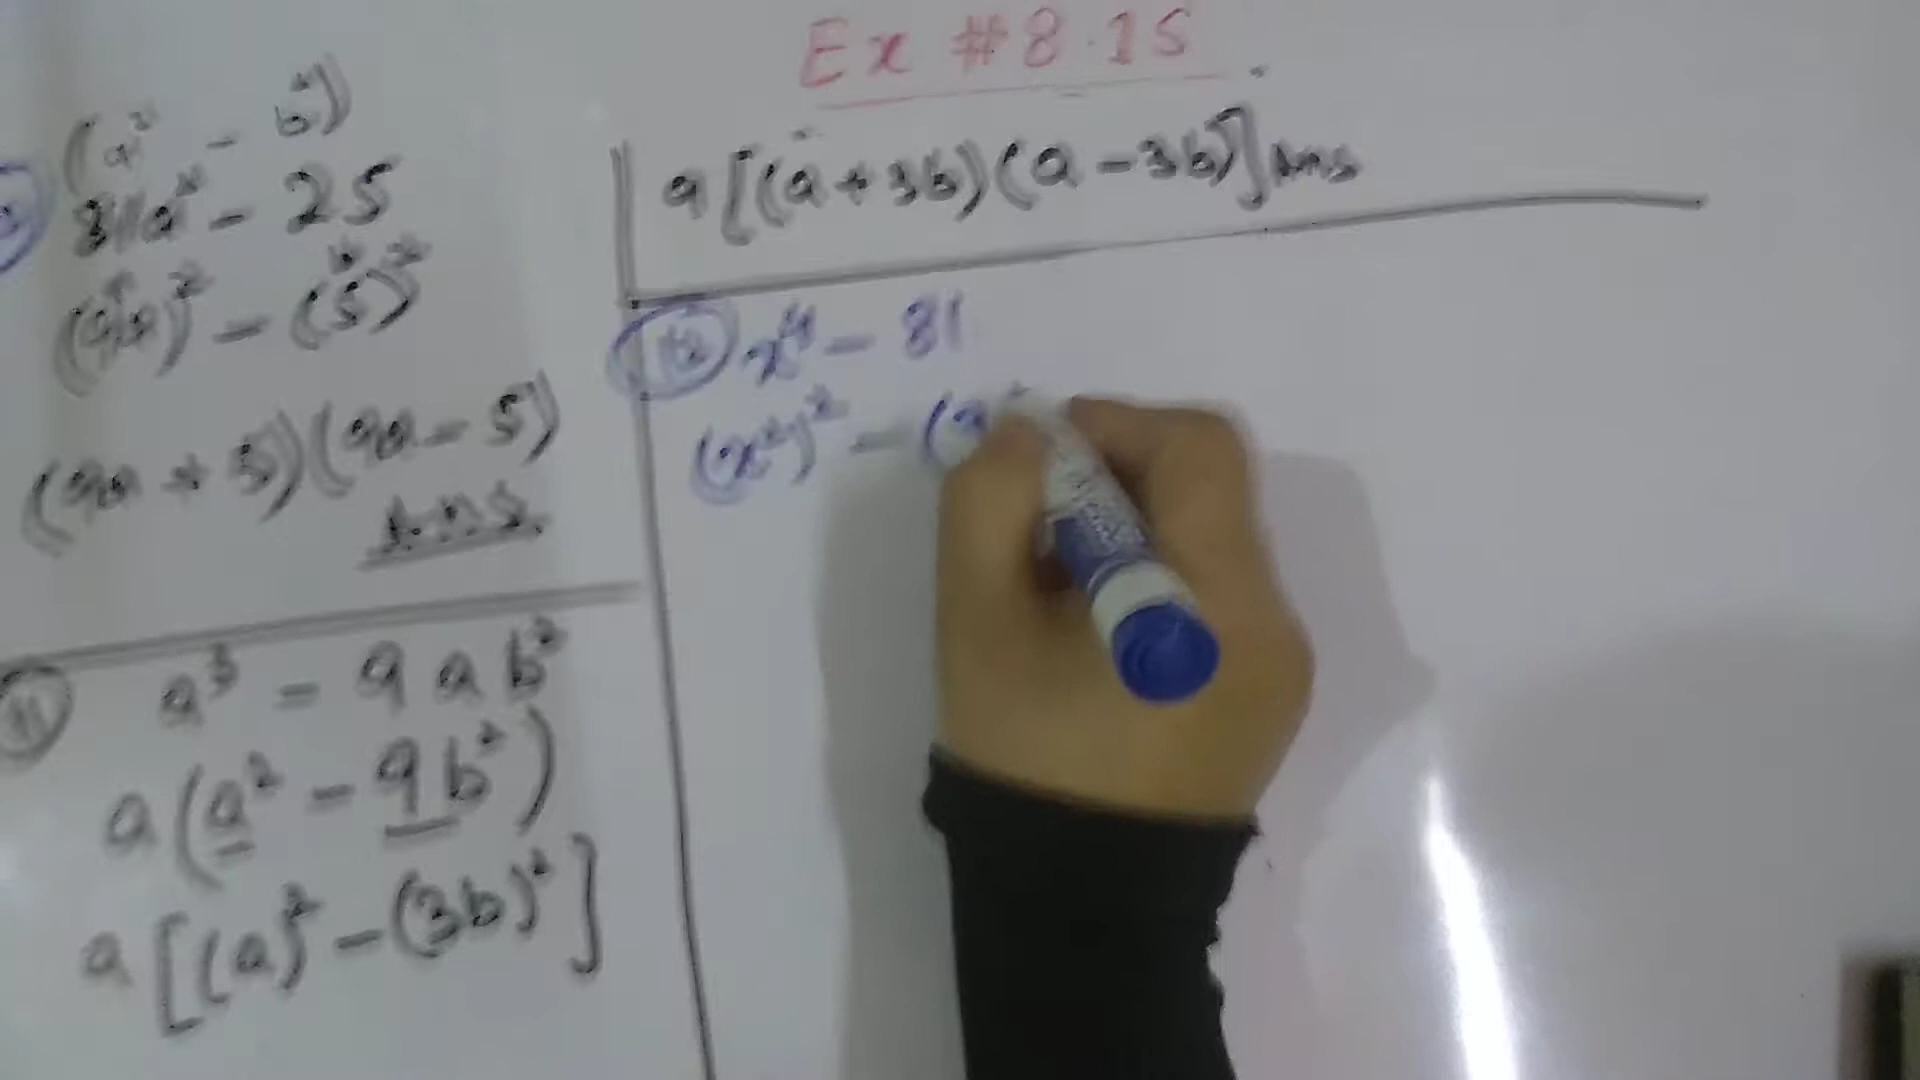 Ex #8.15
(a² - b²)
81a² - 25
(9a)² - (5)²
(9a + 5)(9a - 5)
Ans.
11 a³ - 9ab²
a(a² - 9b²)
a[(a)² - (3b)²]
a[(a+3b)(a-3b)] Ans
12 x⁴ - 81
(x²)² - (